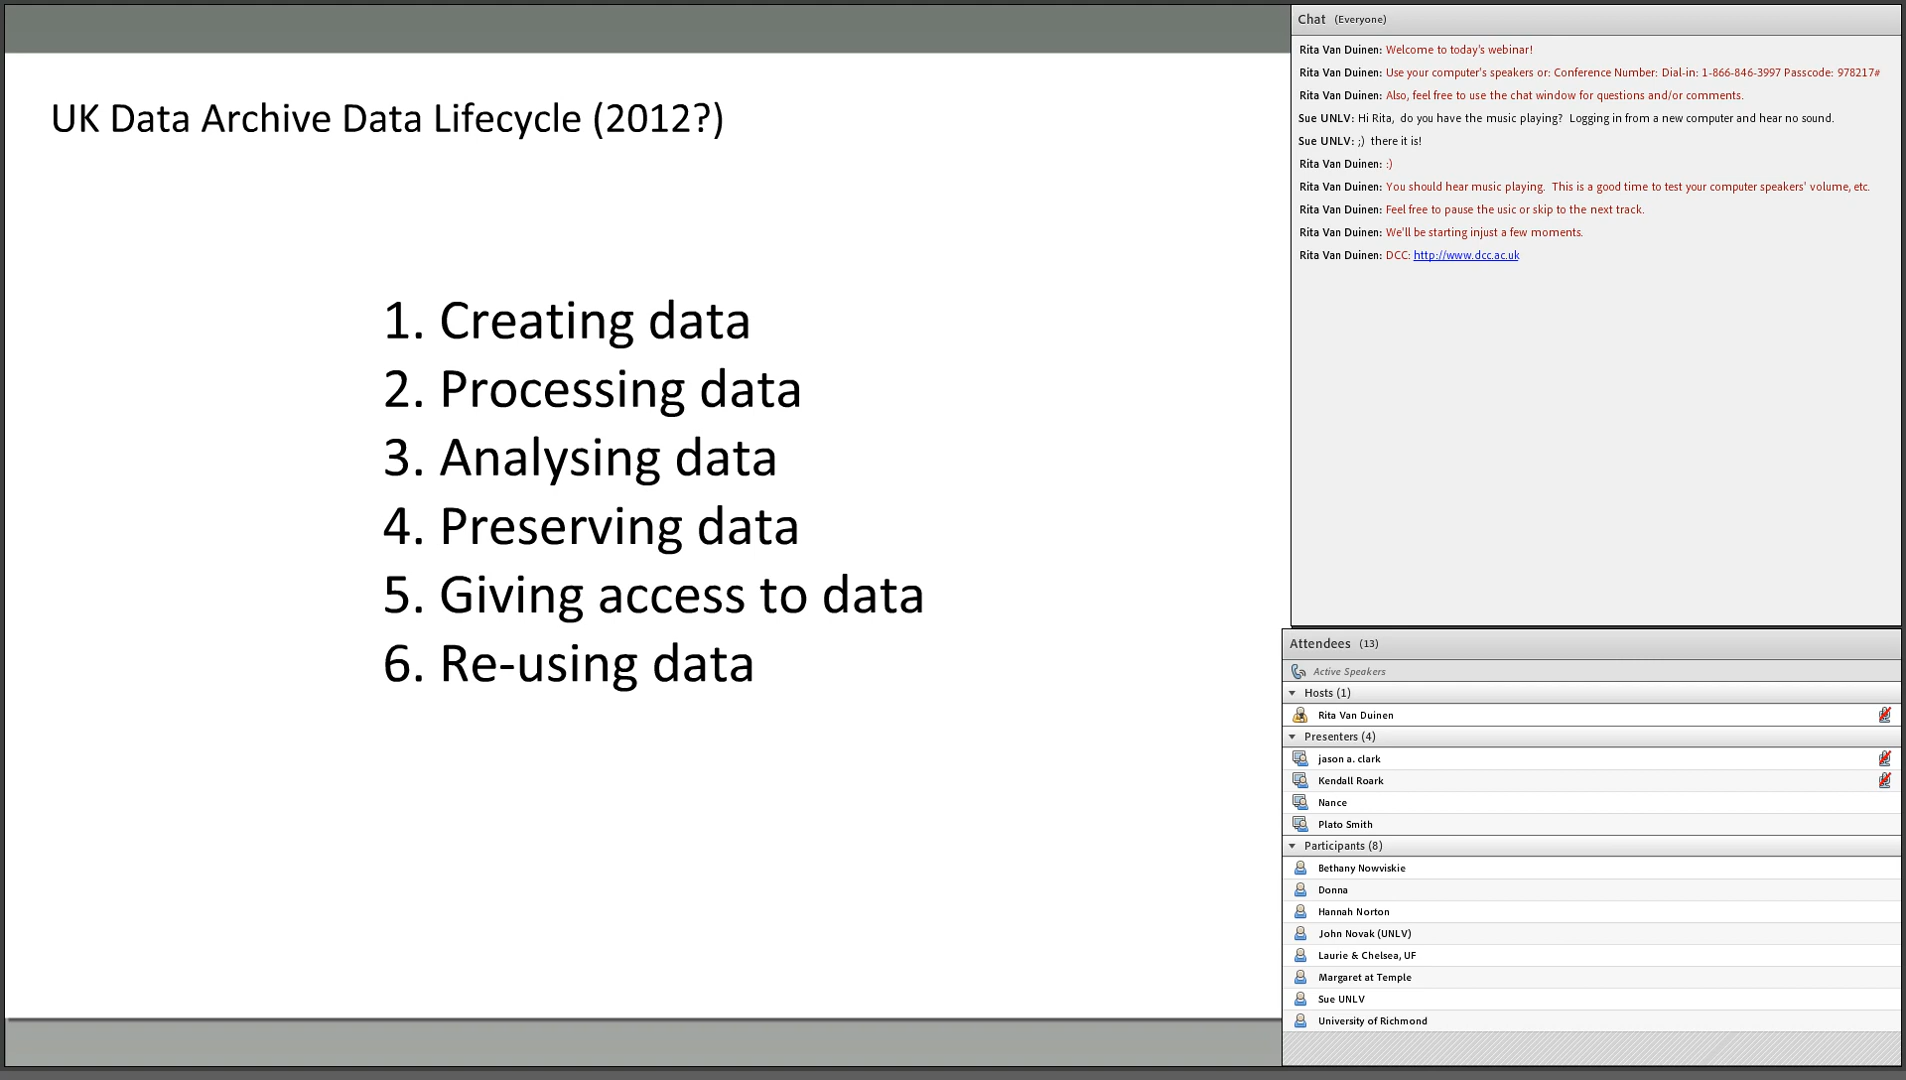 UK Data Archive Data Lifecycle (2012?)
1. Creating data
2. Processing data
3. Analysing data
4. Preserving data
5. Giving access to data
6. Re-using data
Chat (Everyone)
Rita Van Duinen: Welcome to today's webinar!
Rita Van Duinen: Use your computer's speakers or: Conference Number: Dial-in: 1-866-846-3997 Passcode: 978217#
Rita Van Duinen: Also, feel free to use the chat window for questions and/or comments.
Sue UNLV: Hi Rita, do you have the music playing? Logging in from a new computer and hear no sound.
Sue UNLV: ;) there it is!
Rita Van Duinen: :)
Rita Van Duinen: You should hear music playing. This is a good time to test your computer speakers' volume, etc.
Rita Van Duinen: Feel free to pause the usic or skip to the next track.
Rita Van Duinen: We'll be starting injust a few moments.
Rita Van Duinen: DCC: http://www.dcc.ac.uk
Attendees (13)
Active Speakers
Hosts (1)
Rita Van Duinen
Presenters (4)
jason a. clark
Kendall Roark
Nance
Plato Smith
Participants (8)
Bethany Nowviskie
Donna
Hannah Norton
John Novak (UNLV)
Laurie & Chelsea, UF
Margaret at Temple
Sue UNLV
University of Richmond